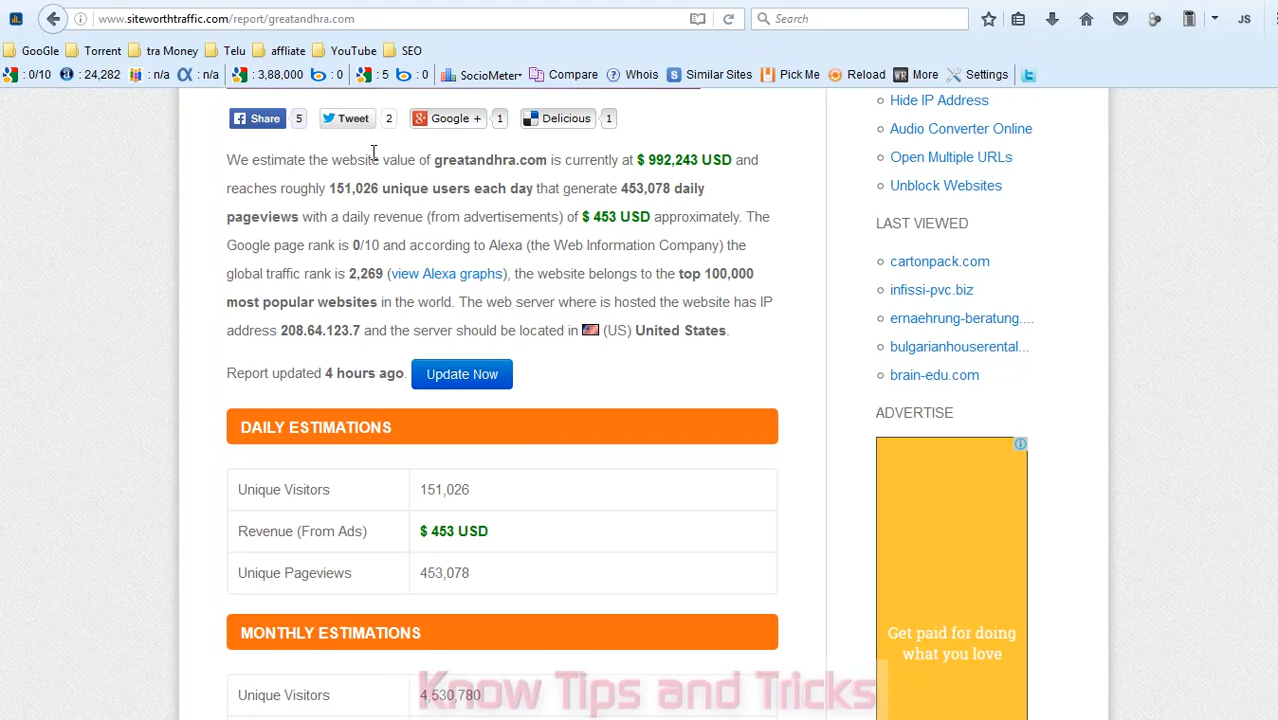 www.siteworthtraffic.com/report/greatandhra.com
Search
JS
GooGle Torrent tra Money Telu affliate YouTube SEO
:0/10 : 24,282 : n/a : n/a : 3,88,000 : 0 : 5 : 0 SocioMeter Compare Whois Similar Sites Pick Me Reload WR More Settings
Share 5 Tweet 2 Google + 1 Delicious 1
We estimate the website value of greatandhra.com is currently at $ 992,243 USD and
reaches roughly 151,026 unique users each day that generate 453,078 daily
pageviews with a daily revenue (from advertisements) of $ 453 USD approximately. The
Google page rank is 0/10 and according to Alexa (the Web Information Company) the
global traffic rank is 2,269 (view Alexa graphs), the website belongs to the top 100,000
most popular websites in the world. The web server where is hosted the website has IP
address 208.64.123.7 and the server should be located in (US) United States.
Report updated 4 hours ago. Update Now
DAILY ESTIMATIONS
Unique Visitors 151,026
Revenue (From Ads) $ 453 USD
Unique Pageviews 453,078
MONTHLY ESTIMATIONS
Unique Visitors 4,530,780
Hide IP Address
Audio Converter Online
Open Multiple URLs
Unblock Websites
LAST VIEWED
cartonpack.com
infissi-pvc.biz
ernaehrung-beratung....
bulgarianhouserental...
brain-edu.com
ADVERTISE
Get paid for doing
what you love
Know Tips and Tricks